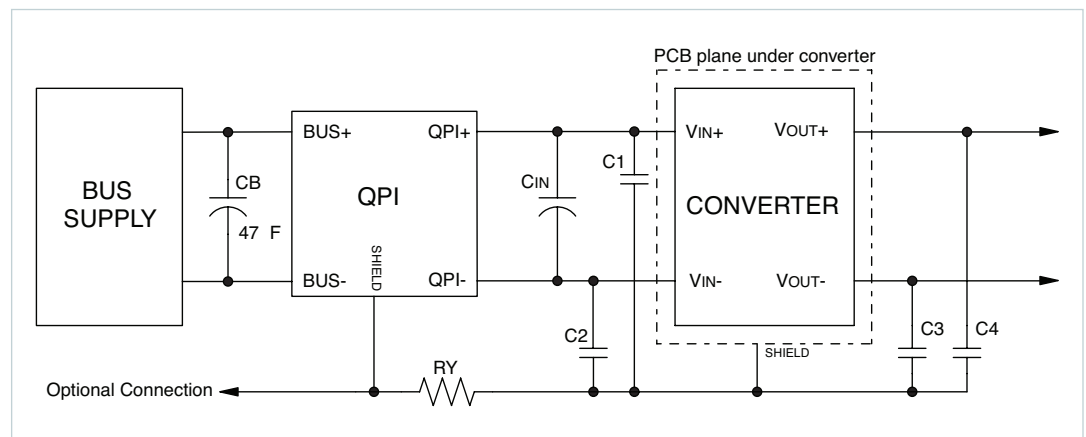 PCB plane under converter
BUS SUPPLY
CB
47 F
BUS+
QPI+
QPI
SHIELD
BUS-
QPI-
CIN
C1
VIN+
VOUT+
CONVERTER
VIN-
VOUT-
C2
SHIELD
C3
C4
RY
Optional Connection